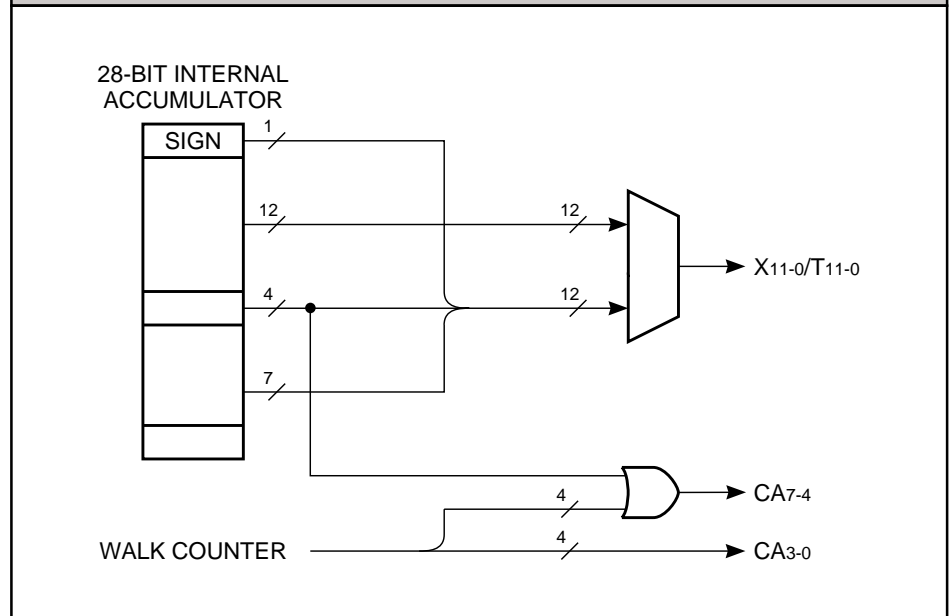 28-BIT INTERNAL
ACCUMULATOR
SIGN
1
12
12
X11-0/T11-0
4
12
7
4
CA7-4
WALK COUNTER
4
CA3-0